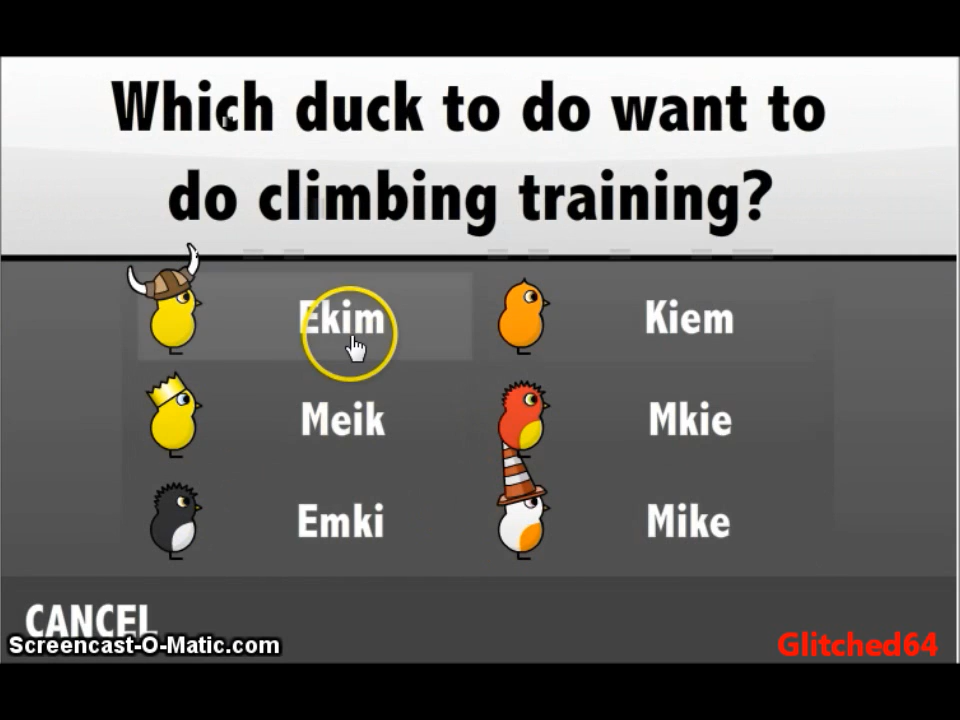 Which duck to do want to
do climbing training?
Ekim
Kiem
Meik
Mkie
Emki
Mike
CANCEL
Screencast-O-Matic.com
Glitched64